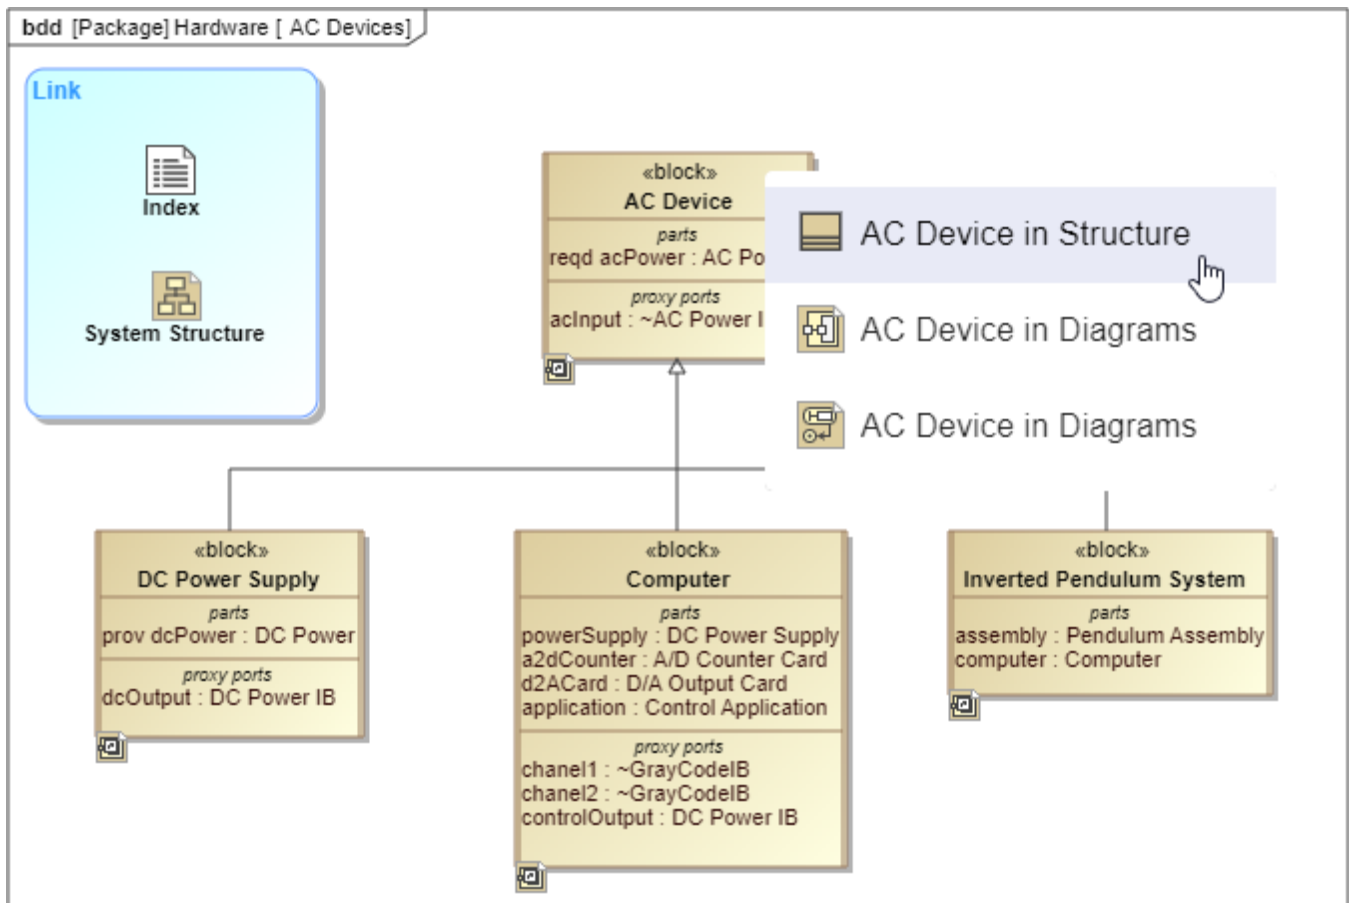 bdd [Package] Hardware [ AC Devices]
Link
Index
System Structure
«block»
AC Device
parts
reqd acPower : AC Po
proxy ports
acInput : ~AC Power I
AC Device in Structure
AC Device in Diagrams
AC Device in Diagrams
«block»
DC Power Supply
parts
prov dcPower : DC Power
proxy ports
dcOutput : DC Power IB
«block»
Computer
parts
powerSupply : DC Power Supply
a2dCounter : A/D Counter Card
d2ACard : D/A Output Card
application : Control Application
proxy ports
chanel1 : ~GrayCodeIB
chanel2 : ~GrayCodeIB
controlOutput : DC Power IB
«block»
Inverted Pendulum System
parts
assembly : Pendulum Assembly
computer : Computer